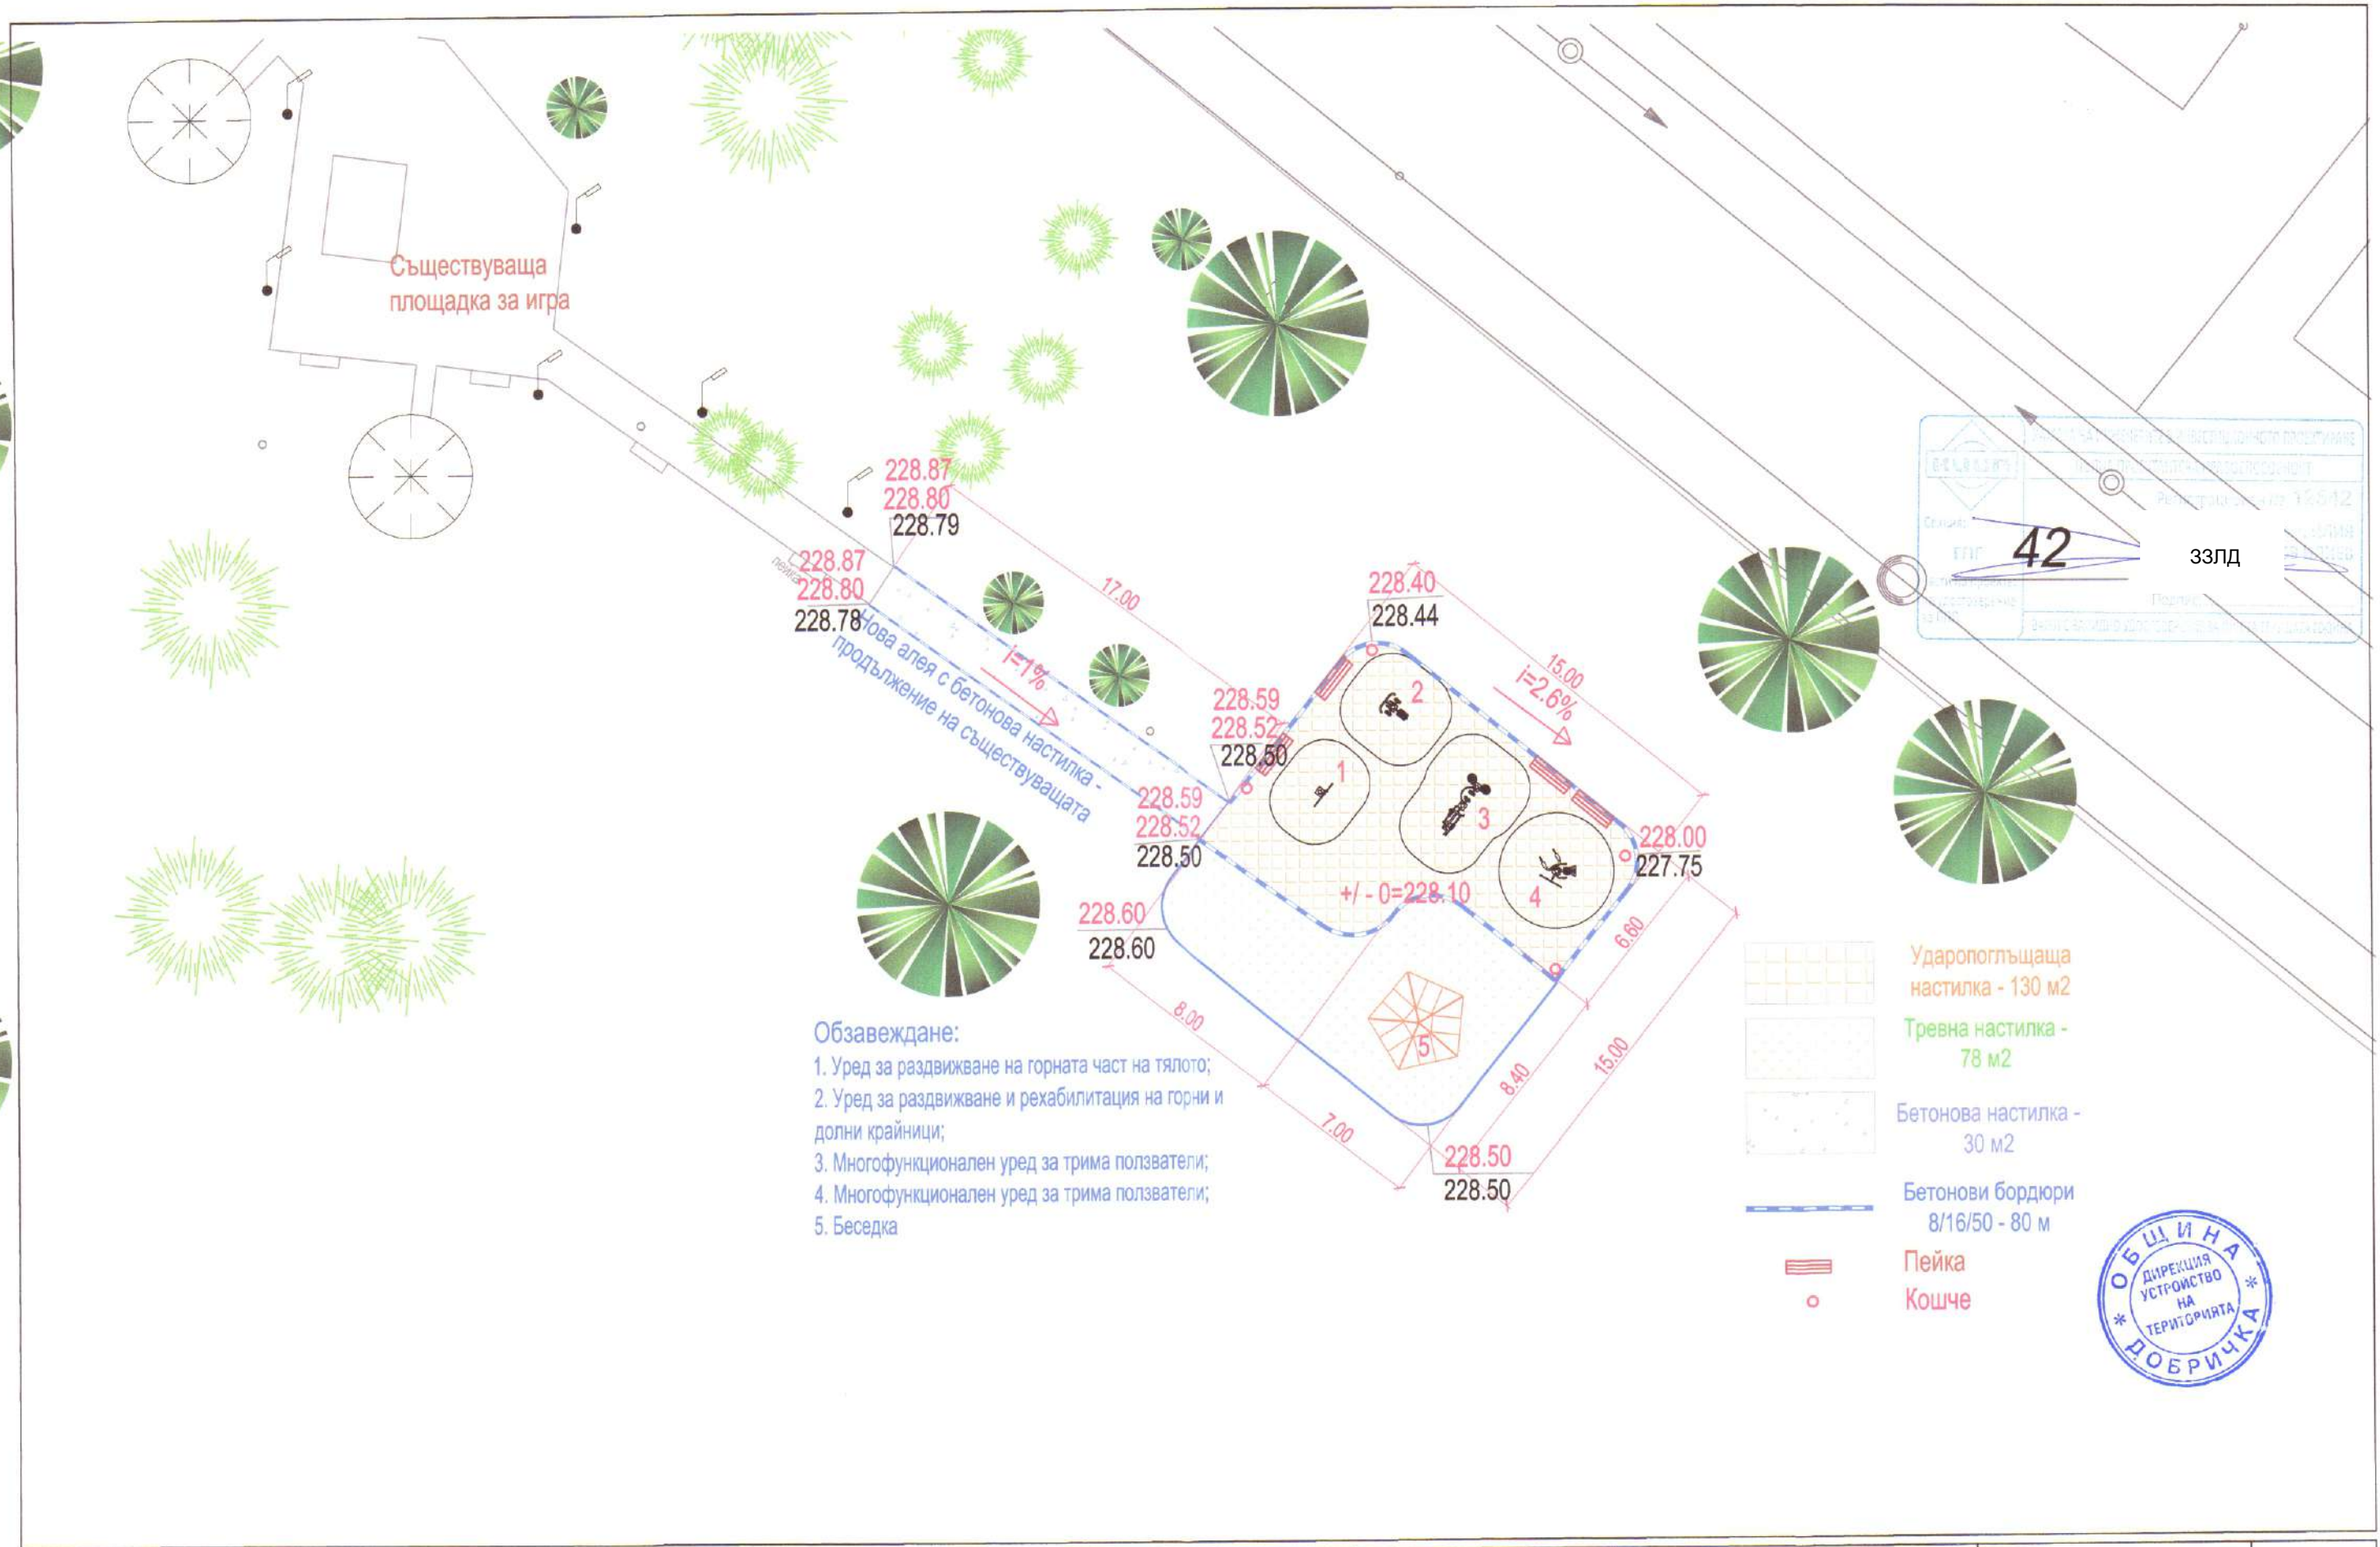 Съществуваща
площадка за игра
228.87
228.80
228.79
228.87
228.80
228.78
пейка
17.00
Нова алея с бетонова настилка -
продължение на съществуващата
i=1%
228.40
228.44
15.00
i=2.6%
228.59
228.52
228.50
228.59
228.52
228.50
2
1
3
4
228.00
227.75
+/- 0=228.10
228.60
228.60
6.60
8.00
5
8.40
15.00
7.00
228.50
228.50
42
ЗЗЛД
Обзавеждане:
1. Уред за раздвижване на горната част на тялото;
2. Уред за раздвижване и рехабилитация на горни и
долни крайници;
3. Многофункционален уред за трима ползватели;
4. Многофункционален уред за трима ползватели;
5. Беседка
Ударопоглъщаща
настилка - 130 м2
Тревна настилка -
78 м2
Бетонова настилка -
30 м2
Бетонови бордюри
8/16/50 - 80 м
Пейка
Кошче
ОБЩИНА
ДОБРИЧКА
ДИРЕКЦИЯ
УСТРОЙСТВО
НА
ТЕРИТОРИЯТА